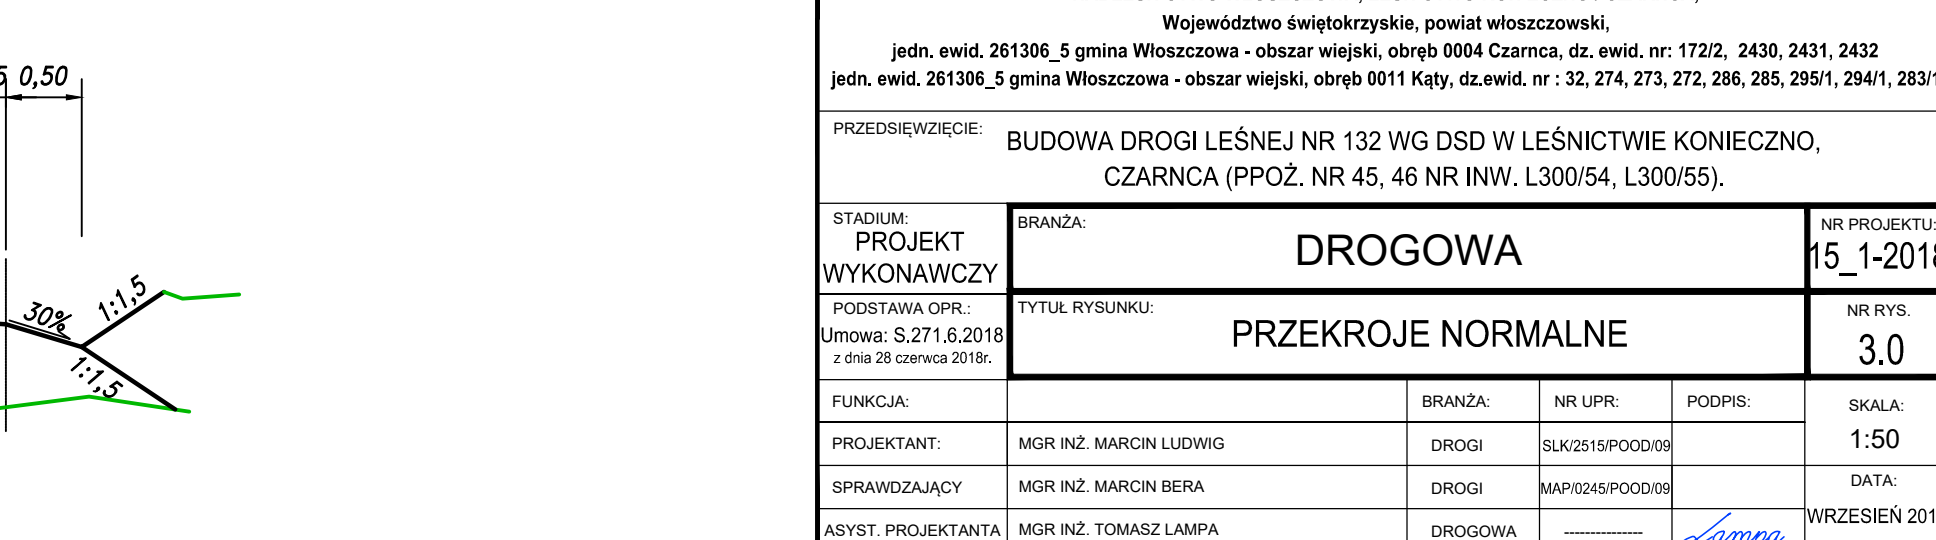 0,50
30%
1:1,5
1:1,5
Województwo świętokrzyskie, powiat włoszczowski,
jedn. ewid. 261306_5 gmina Włoszczowa - obszar wiejski, obręb 0004 Czarnca, dz. ewid. nr: 172/2, 2430, 2431, 2432
jedn. ewid. 261306_5 gmina Włoszczowa - obszar wiejski, obręb 0011 Kąty, dz.ewid. nr : 32, 274, 273, 272, 286, 285, 295/1, 294/1, 283/1
PRZEDSIĘWZIĘCIE:
BUDOWA DROGI LEŚNEJ NR 132 WG DSD W LEŚNICTWIE KONIECZNO,
CZARNCA (PPOŻ. NR 45, 46 NR INW. L300/54, L300/55).
STADIUM:
PROJEKT
WYKONAWCZY
BRANŻA:
DROGOWA
NR PROJEKTU:
15_1-2018
PODSTAWA OPR.:
Umowa: S.271.6.2018
z dnia 28 czerwca 2018r.
TYTUŁ RYSUNKU:
PRZEKROJE NORMALNE
NR RYS.
3.0
FUNKCJA: BRANŻA: NR UPR: PODPIS: SKALA:
1:50
PROJEKTANT: MGR INŻ. MARCIN LUDWIG DROGI SLK/2515/POOD/09
SPRAWDZAJĄCY MGR INŻ. MARCIN BERA DROGI MAP/0245/POOD/09
DATA:
WRZESIEŃ 201
ASYST. PROJEKTANTA MGR INŻ. TOMASZ LAMPA DROGOWA -------------- Lampa